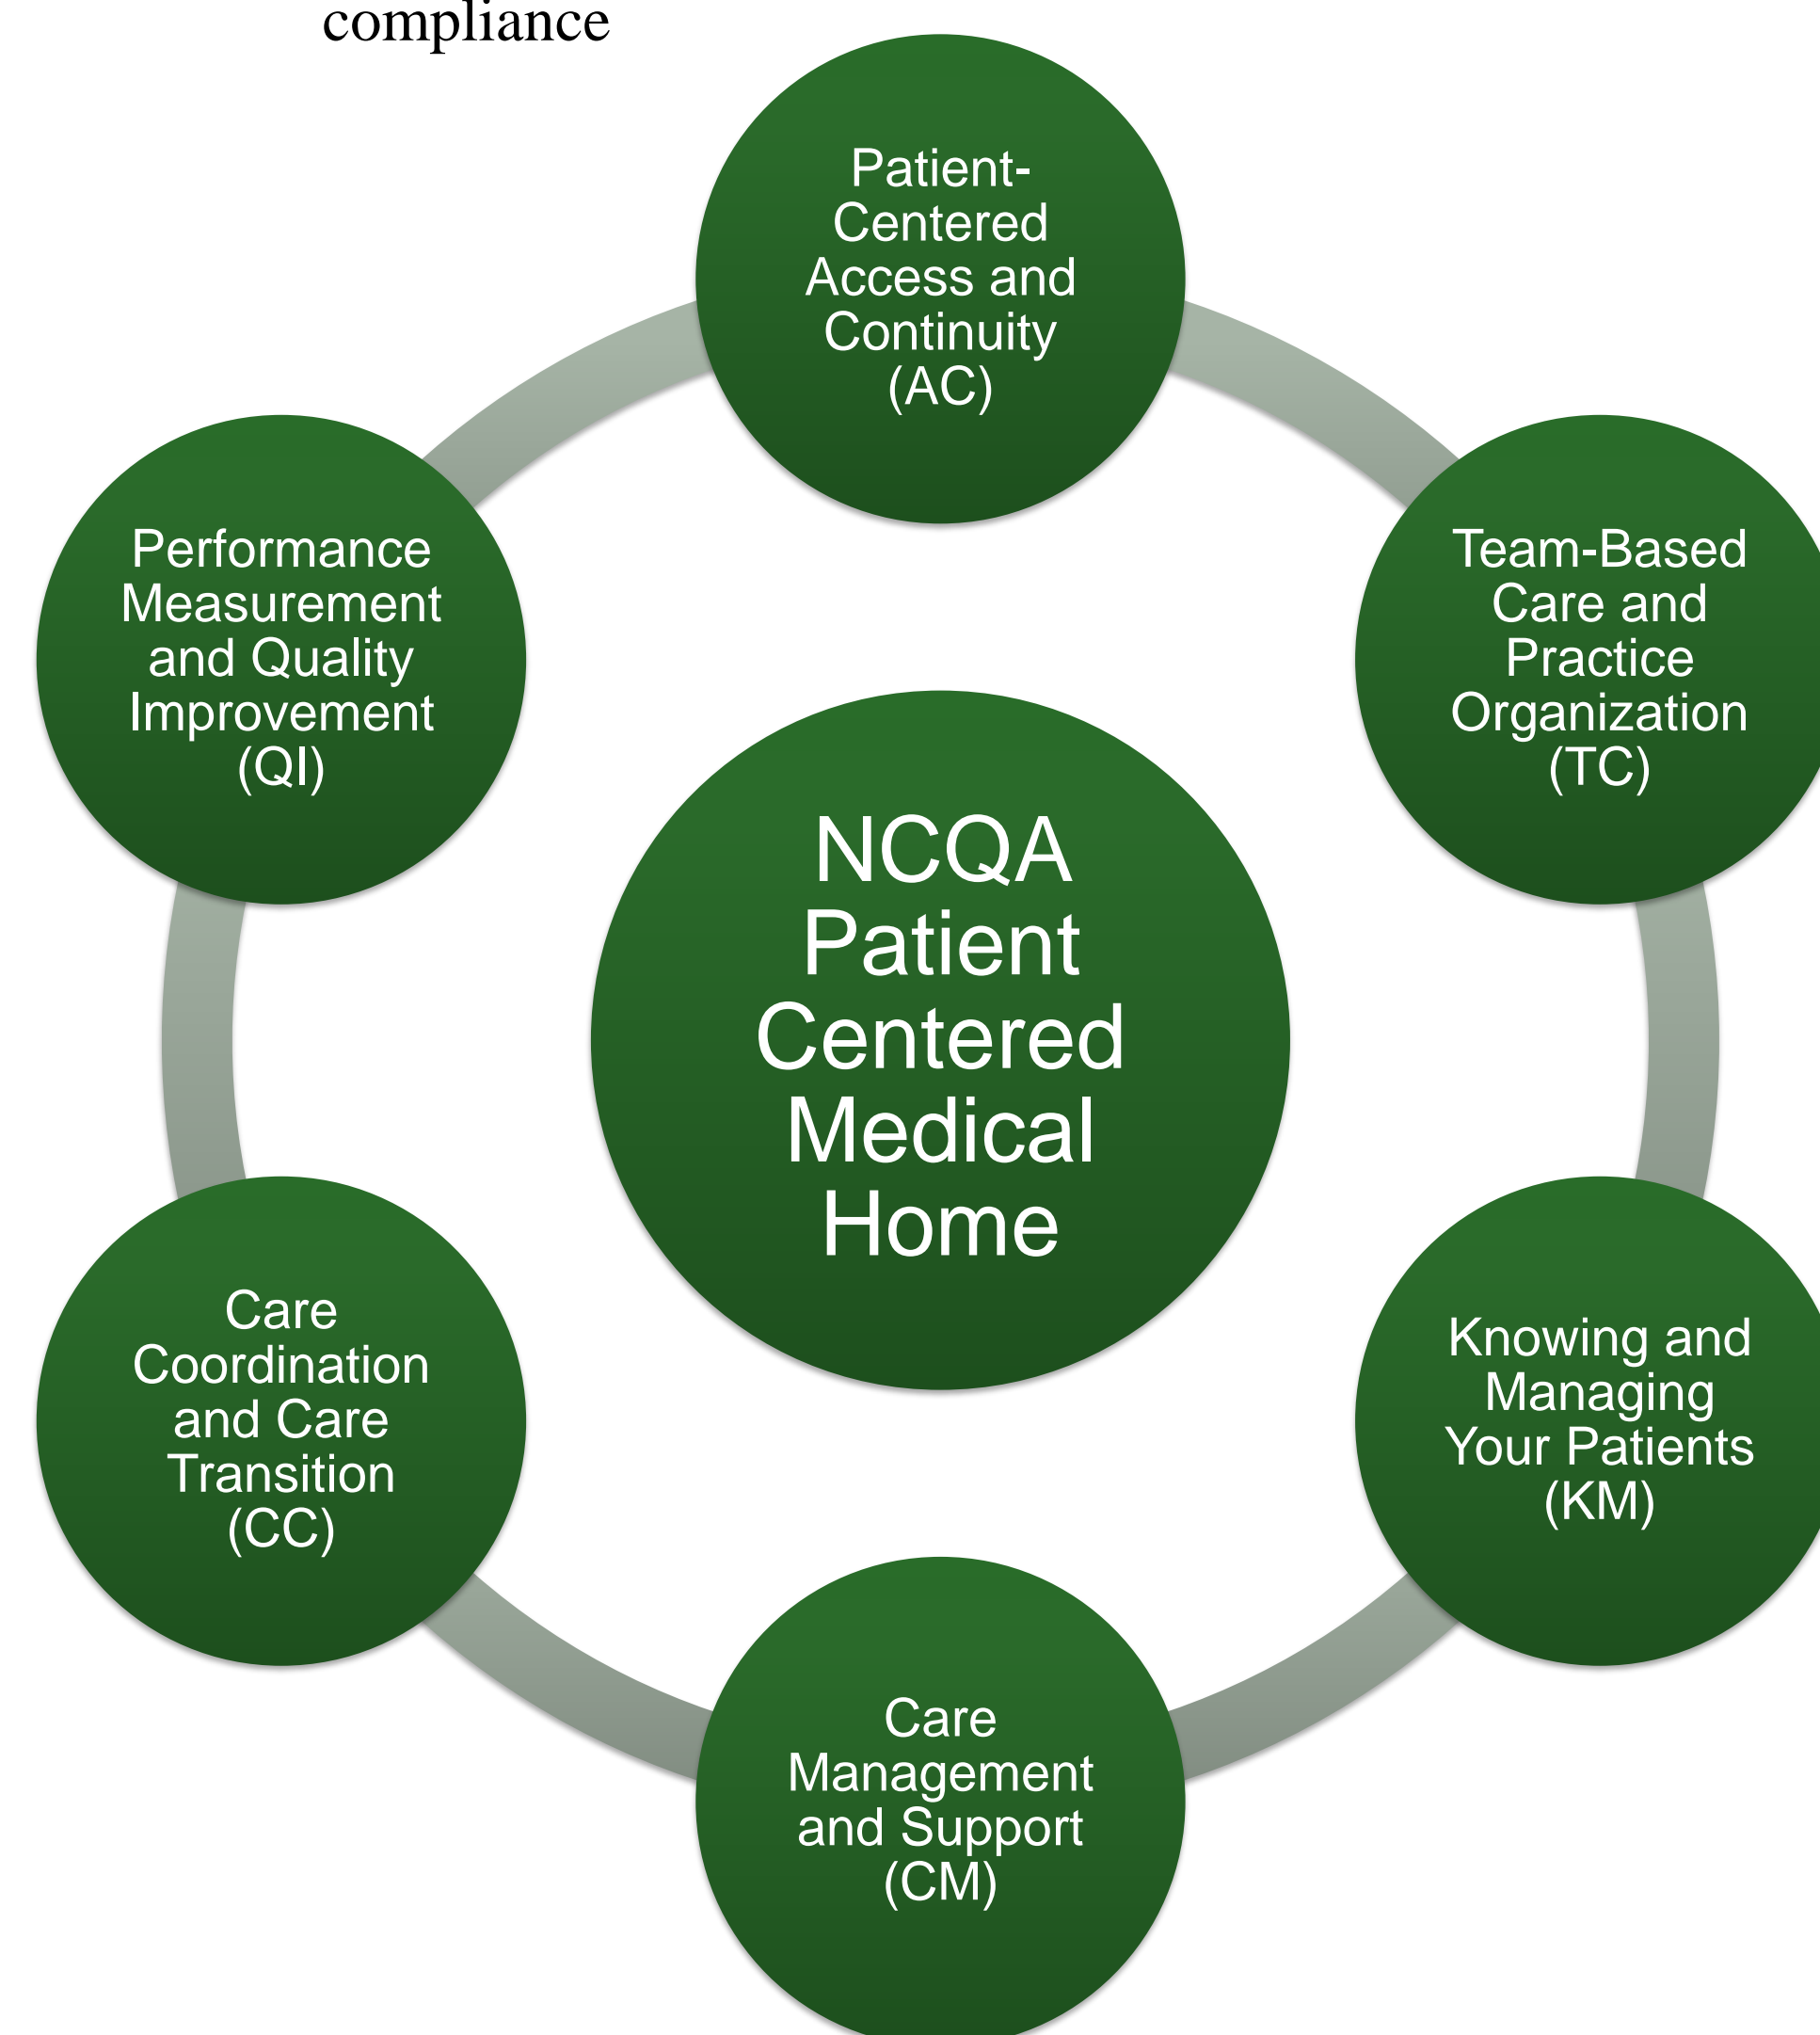 compliance
Patient-
Centered
Access and
Continuity
(AC)
Team-Based
Care and
Practice
Organization
(TC)
Knowing and
Managing
Your Patients
(KM)
Care
Management
and Support
(CM)
Care
Coordination
and Care
Transition
(CC)
Performance
Measurement
and Quality
Improvement
(QI)
NCQA
Patient
Centered
Medical
Home